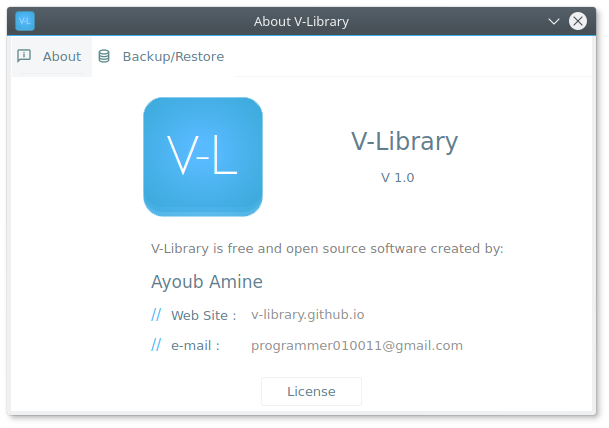 V-L
About V-Library
About
Backup/Restore
V-L
V-Library
V 1.0
V-Library is free and open source software created by:
Ayoub Amine
// Web Site : v-library.github.io
// e-mail : programmer010011@gmail.com
License